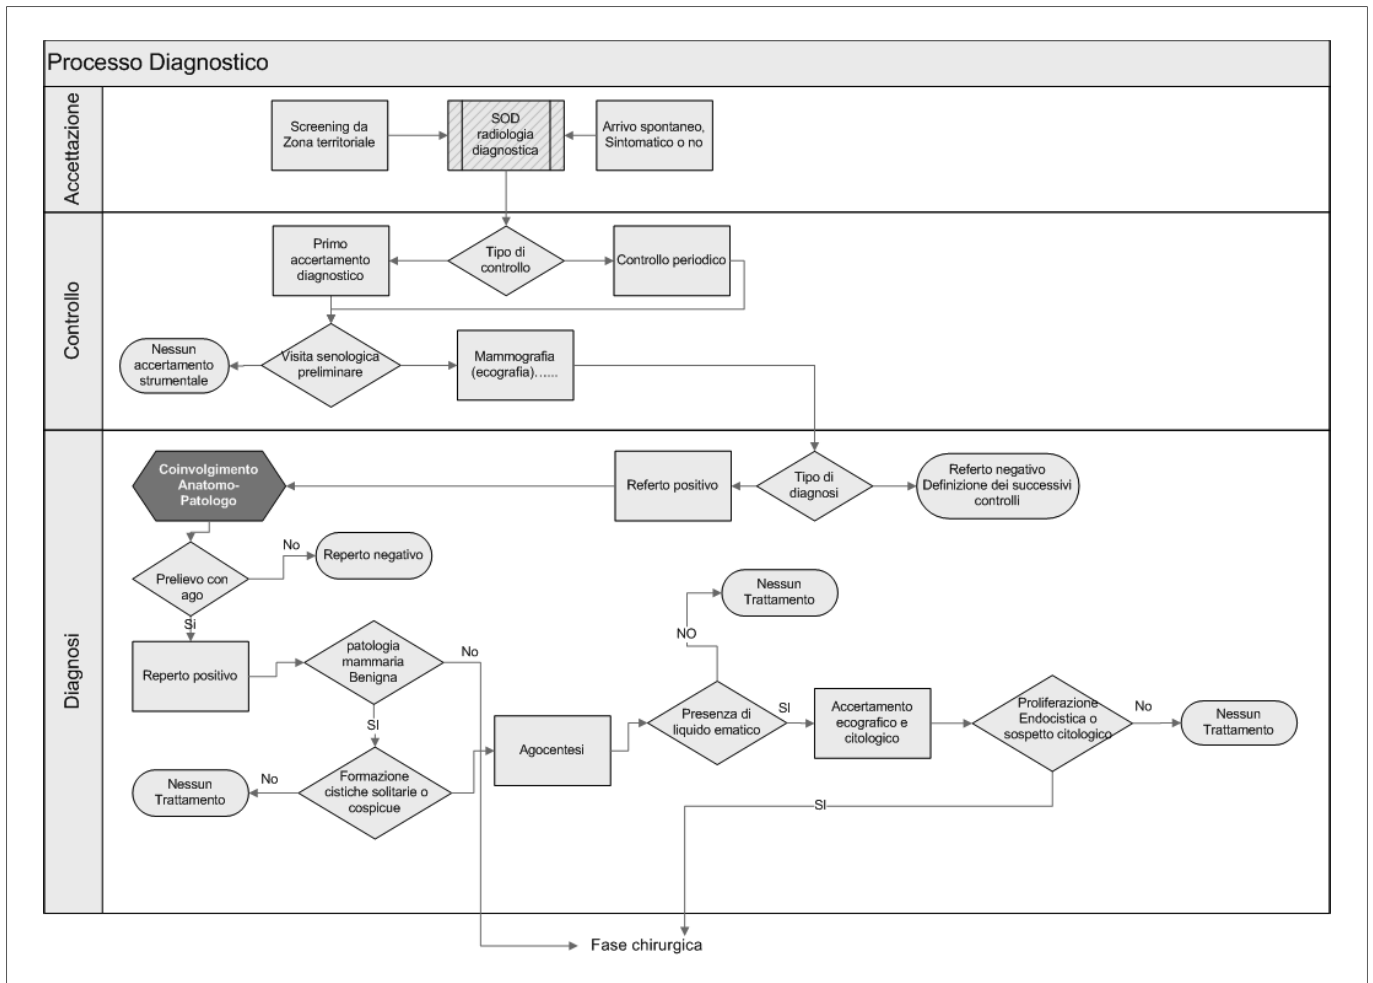 Processo Diagnostico
Accettazione
Screening da
Zona territoriale
SOD
radiologia
diagnostica
Arrivo spontaneo,
Sintomatico o no
Controllo
Primo
accertamento
diagnostico
Tipo di
controllo
Controllo periodico
Nessun
accertamento
strumentale
Visita senologica
preliminare
Mammografia
(ecografia)…...
Diagnosi
Coinvolgimento
Anatomo-
Patologo
Referto positivo
Tipo di
diagnosi
Referto negativo
Definizione dei successivi
controlli
Prelievo con
ago
No
Reperto negativo
Si
Reperto positivo
patologia
mammaria
Benigna
No
SI
Nessun
Trattamento
No
Formazione
cistiche solitarie o
cospicue
Agocentesi
Nessun
Trattamento
NO
Presenza di
liquido ematico
SI
Accertamento
ecografico e
citologico
Proliferazione
Endocistica o
sospetto citologico
No
Nessun
Trattamento
SI
Fase chirurgica